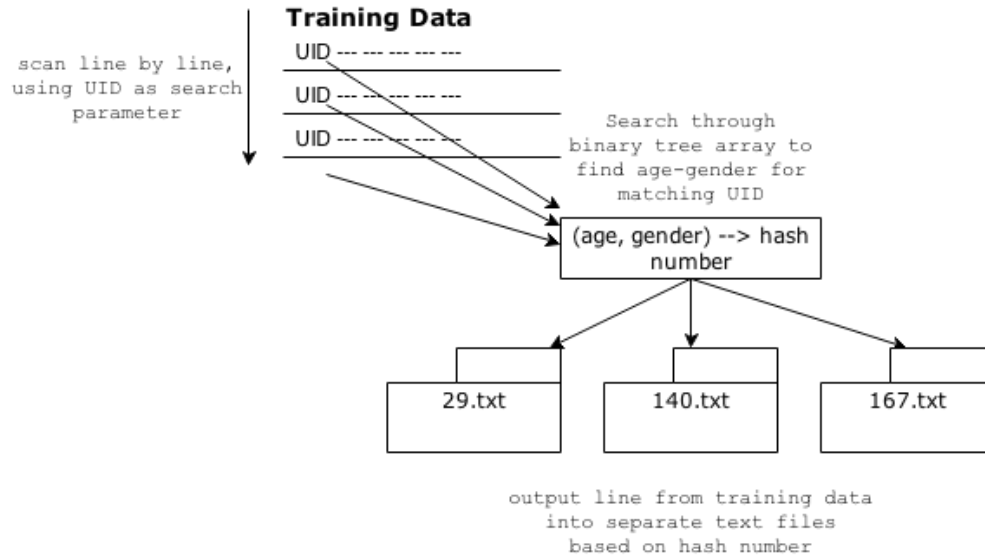 Training Data
UID --- --- --- --- ---
scan line by line,
using UID as search
parameter
UID --- --- --- --- ---
UID --- --- --- --- ---
Search through
binary tree array to
find age-gender for
matching UID
(age, gender) --> hash
number
29.txt
140.txt
167.txt
output line from training data
into separate text files
based on hash number